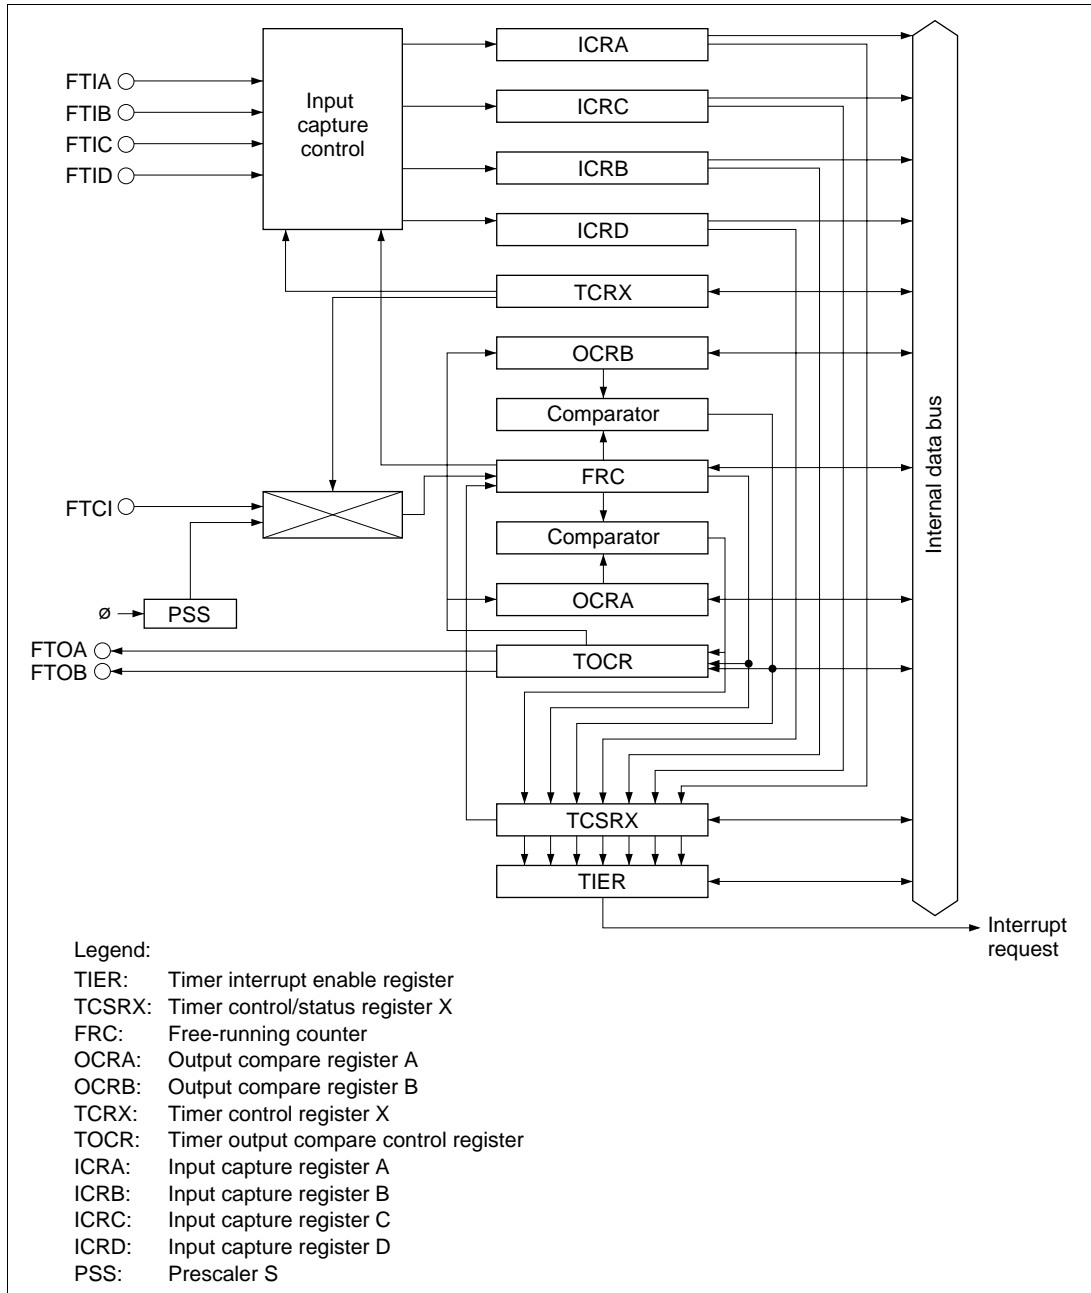 FTIA
FTIB
FTIC
FTID
Input
capture
control
ICRA
ICRC
ICRB
ICRD
TCRX
OCRB
Comparator
FRC
Comparator
OCRA
TOCR
FTCI
ø
PSS
FTOA
FTOB
TCSRX
TIER
Internal data bus
Interrupt
request
Legend:
TIER: Timer interrupt enable register
TCSRX: Timer control/status register X
FRC: Free-running counter
OCRA: Output compare register A
OCRB: Output compare register B
TCRX: Timer control register X
TOCR: Timer output compare control register
ICRA: Input capture register A
ICRB: Input capture register B
ICRC: Input capture register C
ICRD: Input capture register D
PSS: Prescaler S